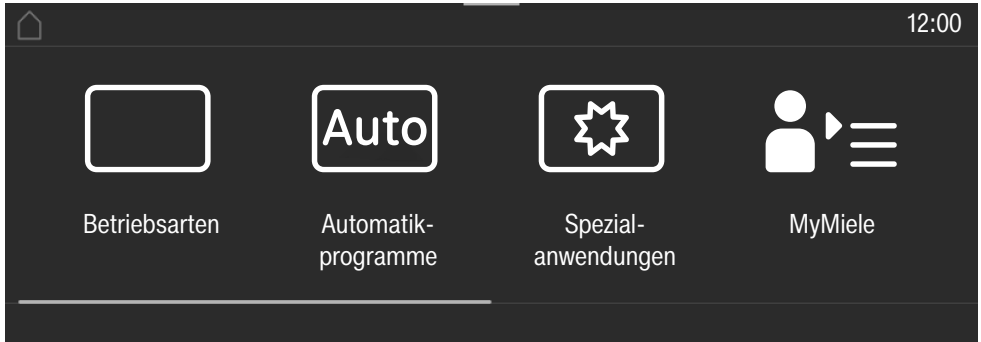 12:00
Auto
Betriebsarten
Automatik-
programme
Spezial-
anwendungen
MyMiele